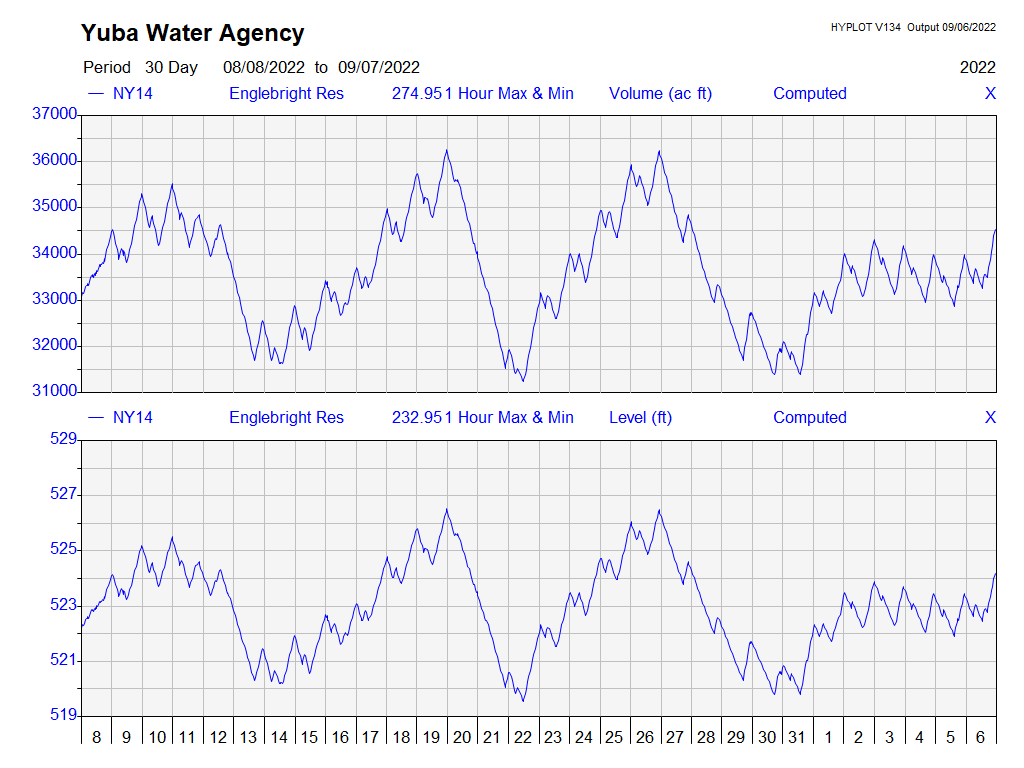 Yuba Water Agency
HYPLOT V134 Output 09/06/2022
Period 30 Day 08/08/2022 to 09/07/2022
2022
NY14 Englebright Res 274.951 Hour Max & Min Volume (ac ft) Computed X
37000
36000
35000
34000
33000
32000
31000
NY14 Englebright Res 232.951 Hour Max & Min Level (ft) Computed X
529
527
525
523
521
519
8 9 10 11 12 13 14 15 16 17 18 19 20 21 22 23 24 25 26 27 28 29 30 31 1 2 3 4 5 6